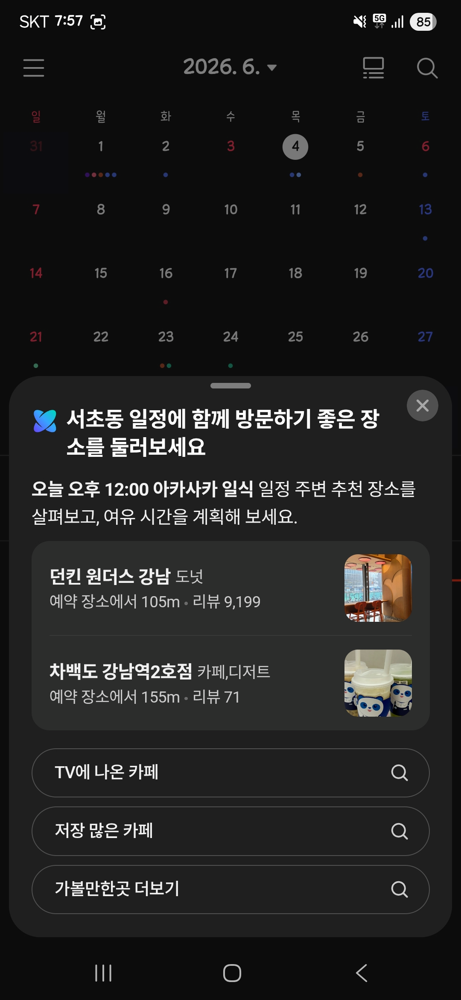 SKT 7:57 5G 85
2026. 6.
일 월 화 수 목 금 토
31 1 2 3 4 5 6
7 8 9 10 11 12 13
14 15 16 17 18 19 20
21 22 23 24 25 26 27
서초동 일정에 함께 방문하기 좋은 장
소를 둘러보세요
오늘 오후 12:00 아카사카 일식 일정 주변 추천 장소를
살펴보고, 여유 시간을 계획해 보세요.
던킨 원더스 강남 도넛
예약 장소에서 105m • 리뷰 9,199
차백도 강남역2호점 카페,디저트
예약 장소에서 155m • 리뷰 71
TV에 나온 카페
저장 많은 카페
가볼만한곳 더보기